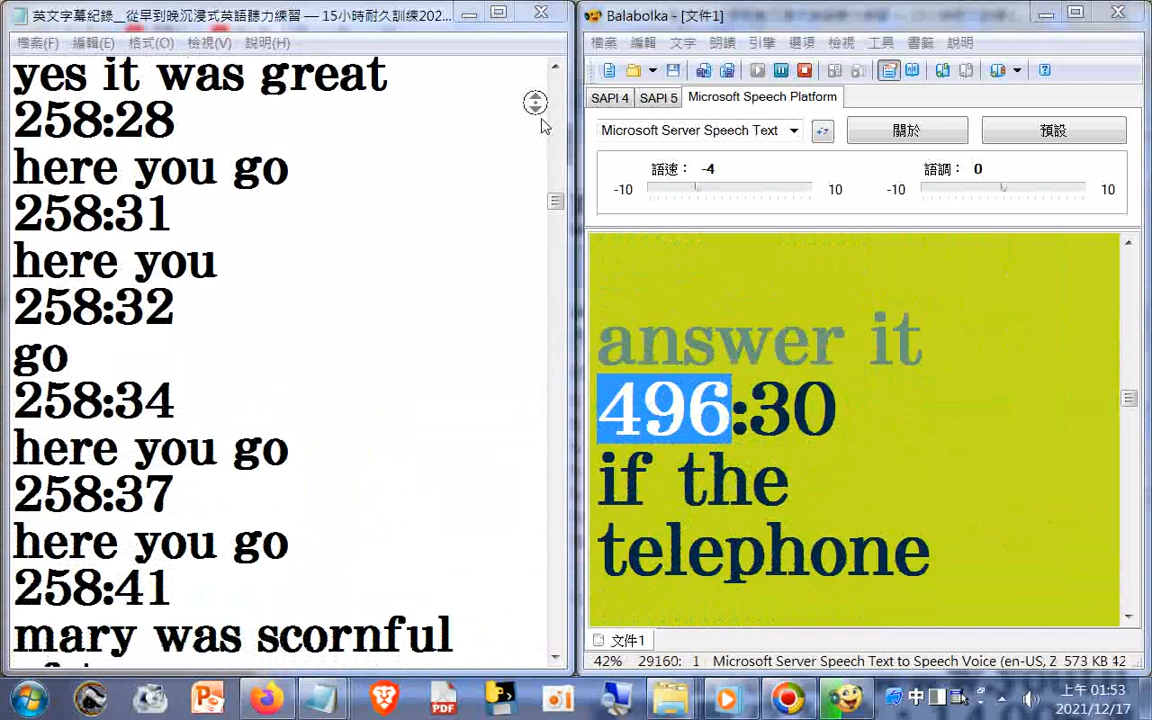 英文字幕紀錄__從早到晚沉浸式英語聽力練習 — 15小時耐久訓練202...
檔案(F) 編輯(E) 格式(O) 檢視(V) 說明(H)
yes it was great
258:28
here you go
258:31
here you
258:32
go
258:34
here you go
258:37
here you go
258:41
mary was scornful
Balabolka - [文件1]
檔案 編輯 文字 朗讀 引擎 選項 檢視 工具 書籤 說明
SAPI 4 SAPI 5 Microsoft Speech Platform
Microsoft Server Speech Text 關於 預設
語速： -4 語調： 0
-10 10 -10 10
answer it
496:30
if the
telephone
文件1
42% 29160: 1 Microsoft Server Speech Text to Speech Voice (en-US, Z 573 KB 42
PDF
中
上午 01:53
2021/12/17